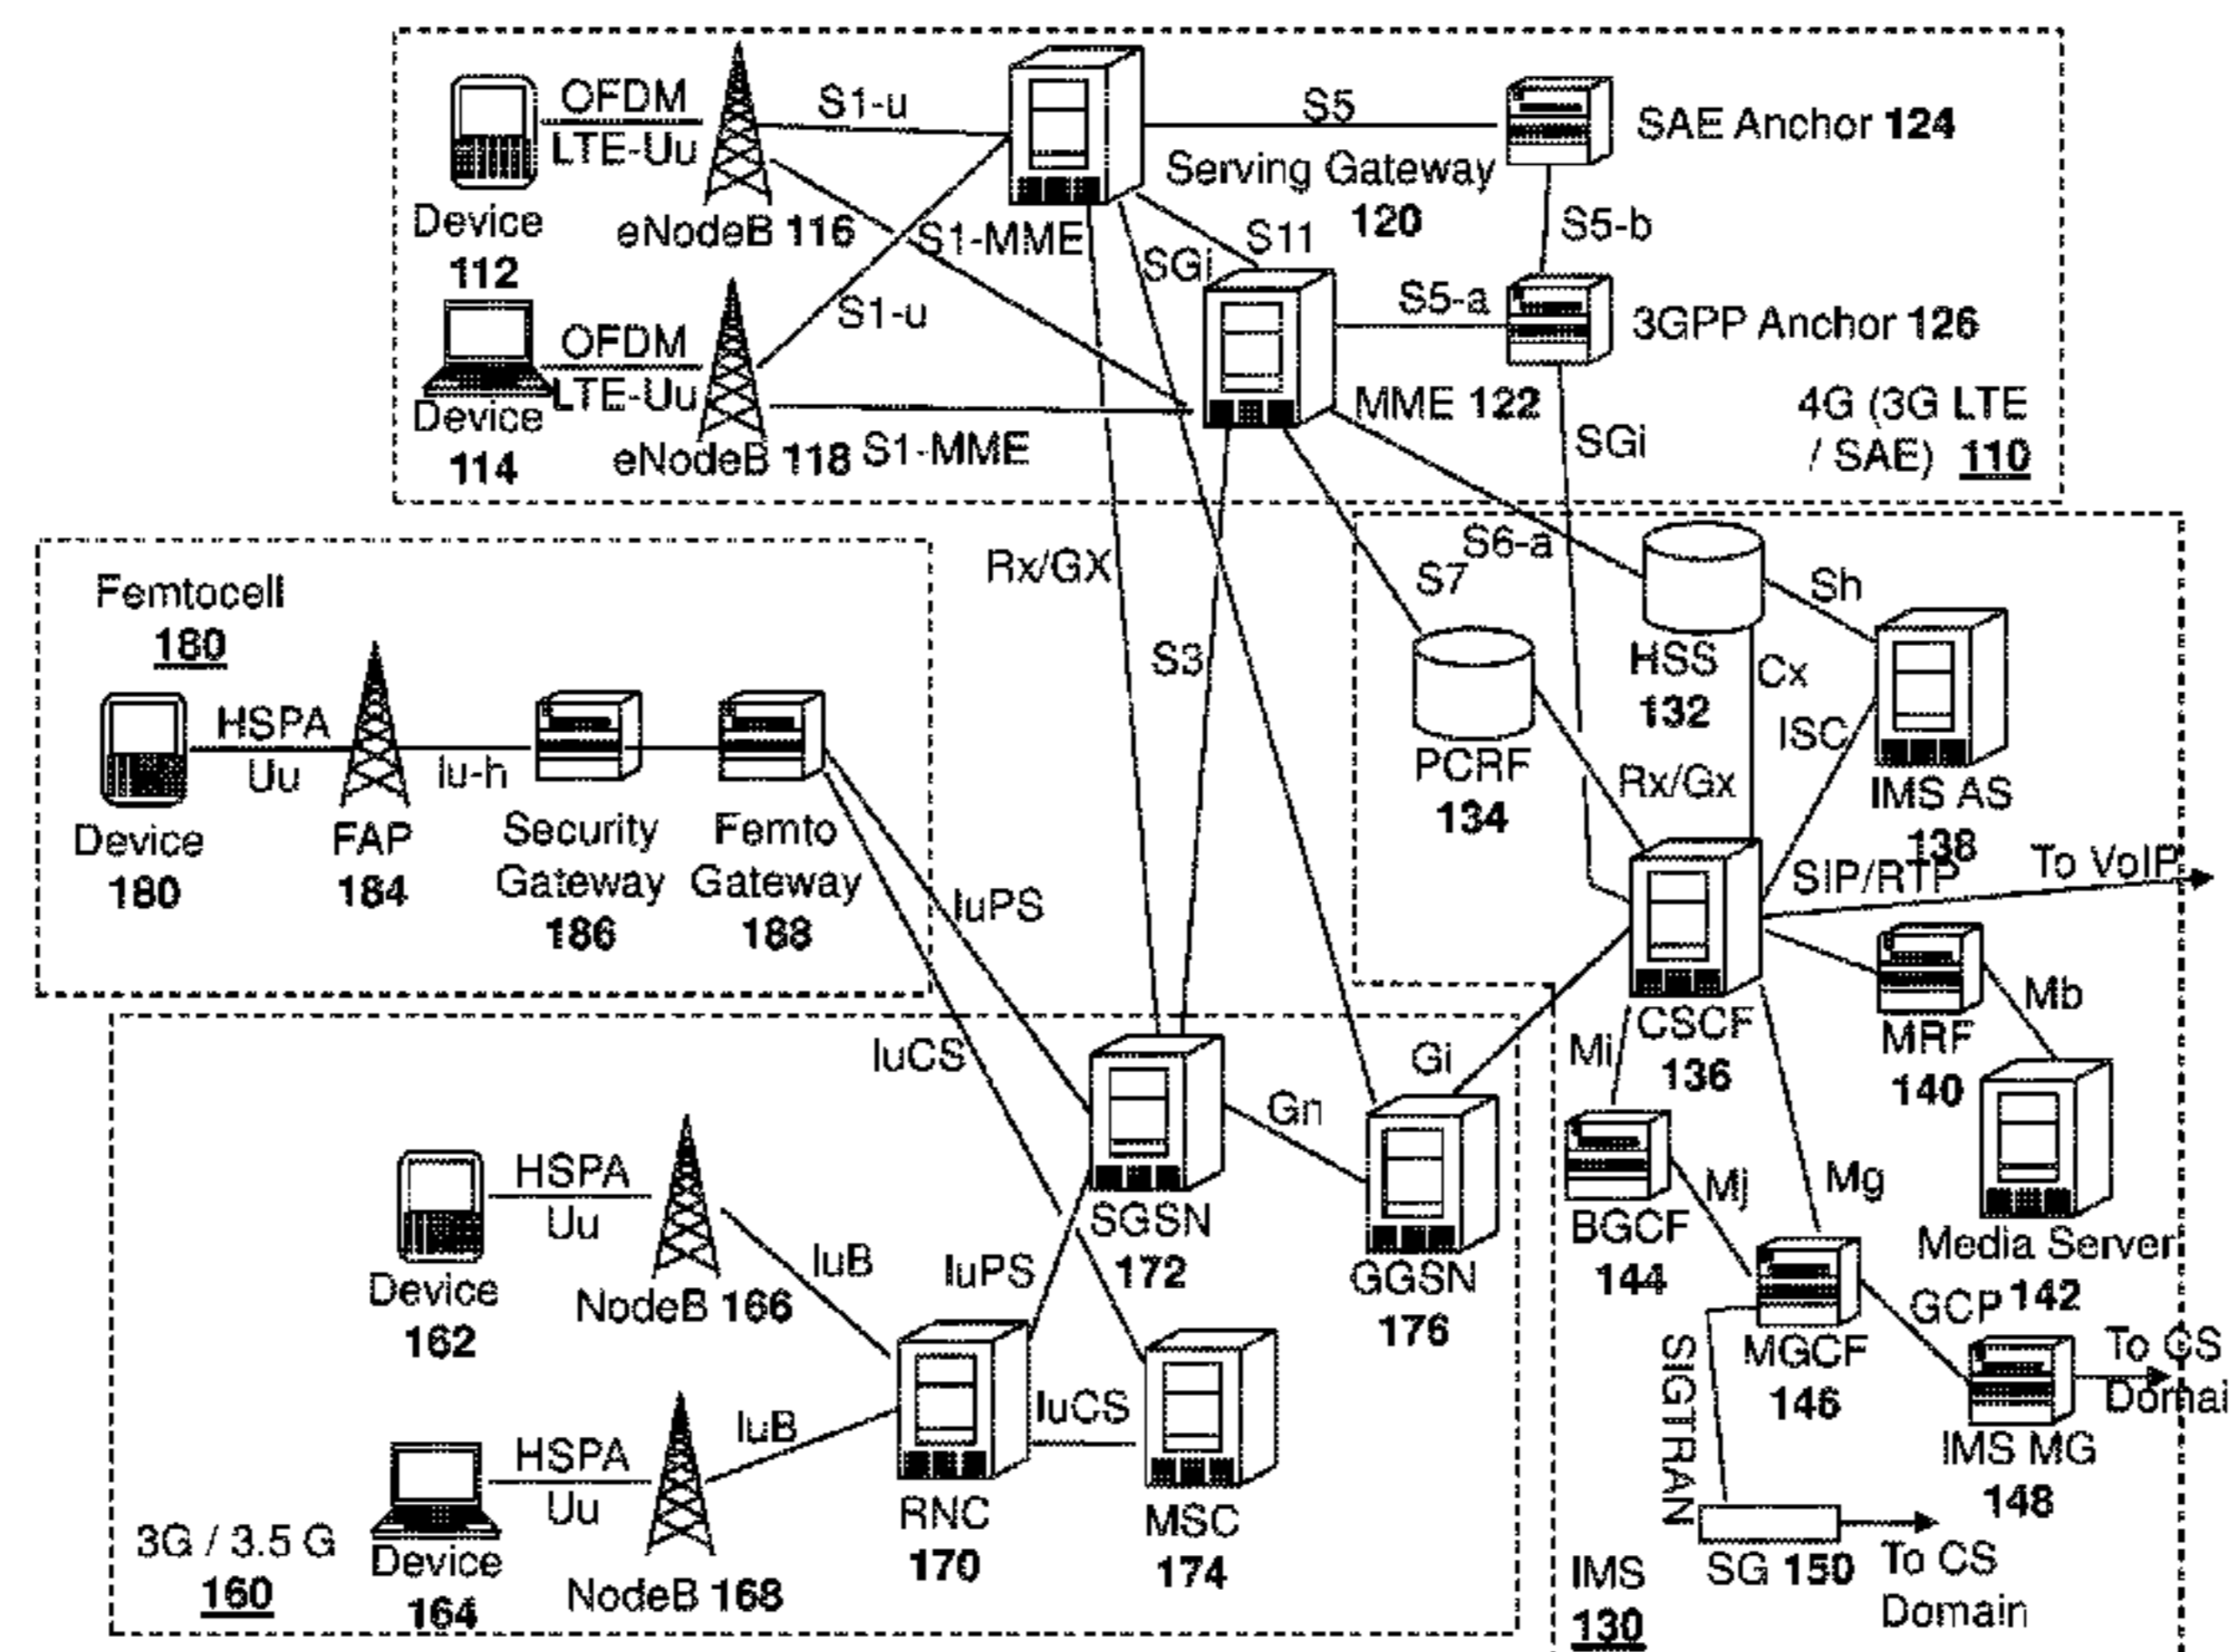 OFDM
LTE-Uu
Device
112
eNodeB 116
S1-u
S5
SAE Anchor 124
Serving Gateway
120
S1-MME
SGi
S11
S5-b
OFDM
LTE-Uu
Device
114
eNodeB 118
S1-u
S1-MME
S5-a
3GPP Anchor 126
MME 122
SGi
4G (3G LTE
/ SAE) 110
Femtocell
180
HSPA
Uu
Iu-h
Device
180
FAP
184
Security
Gateway
186
Femto
Gateway
188
Rx/GX
S3
S7
S6-a
Sh
HSS
132
Cx
PCRF
134
Rx/Gx
ISC
IMS AS
138
SIP/RTP
To VoIP
IuPS
IuCS
Gi
CSCF
136
Mi
MRF
140
Mb
Gn
SGSN
172
GGSN
176
BGCF
144
Mj
Mg
Media Server
142
HSPA
Uu
Device
162
NodeB 166
IuB
IuPS
MGCF
146
GCP
To CS
Domai
IMS MG
148
SIGTRAN
HSPA
Uu
Device
164
NodeB 168
IuB
IuCS
RNC
170
MSC
174
3G / 3.5 G
160
SG 150
To CS
Domain
IMS
130